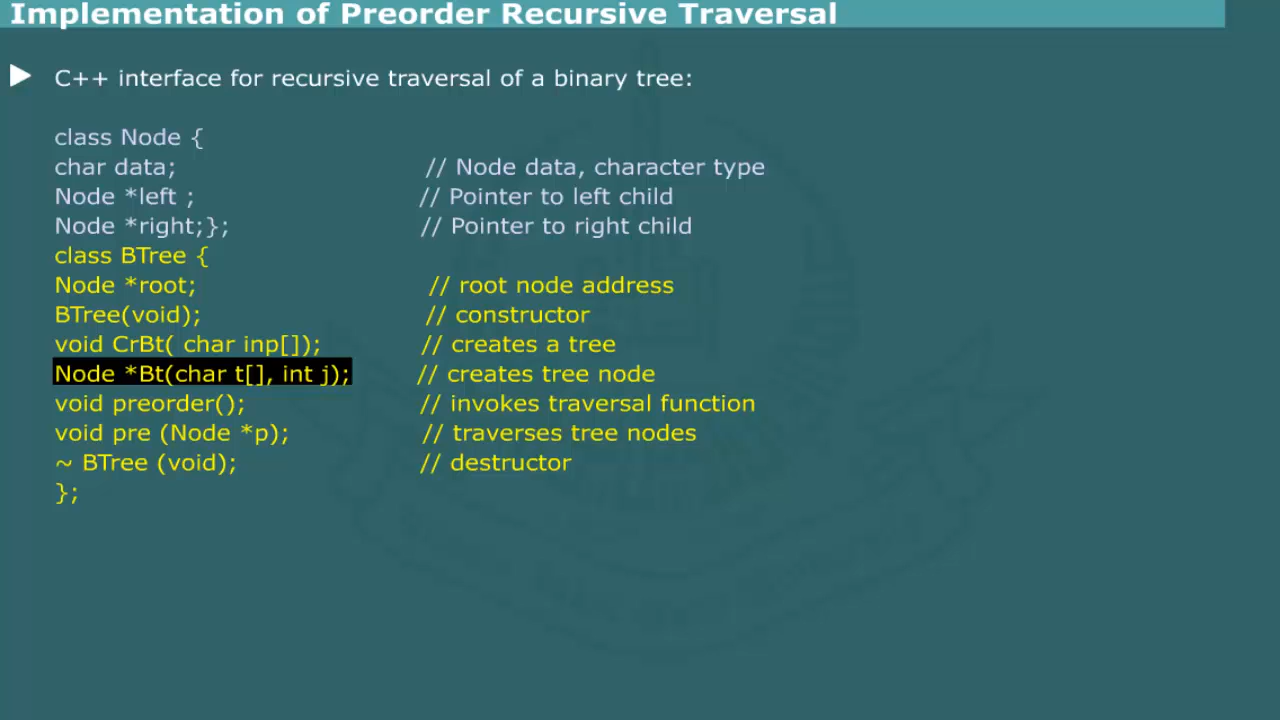 Implementation of Preorder Recursive Traversal
C++ interface for recursive traversal of a binary tree:
class Node {
char data; // Node data, character type
Node *left ; // Pointer to left child
Node *right;}; // Pointer to right child
class BTree {
Node *root; // root node address
BTree(void); // constructor
void CrBt( char inp[]); // creates a tree
Node *Bt(char t[], int j); // creates tree node
void preorder(); // invokes traversal function
void pre (Node *p); // traverses tree nodes
~ BTree (void); // destructor
};